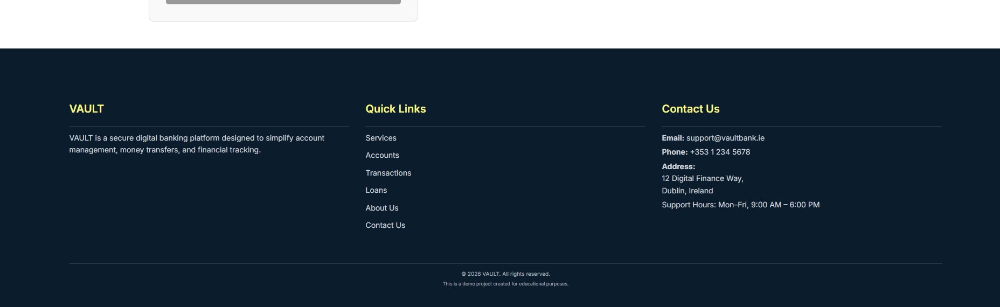 VAULT
VAULT is a secure digital banking platform designed to simplify account
management, money transfers, and financial tracking.
Quick Links
Services
Accounts
Transactions
Loans
About Us
Contact Us
Contact Us
Email: support@vaultbank.ie
Phone: +353 1 234 5678
Address:
12 Digital Finance Way,
Dublin, Ireland
Support Hours: Mon–Fri, 9:00 AM – 6:00 PM
© 2026 VAULT. All rights reserved.
This is a demo project created for educational purposes.